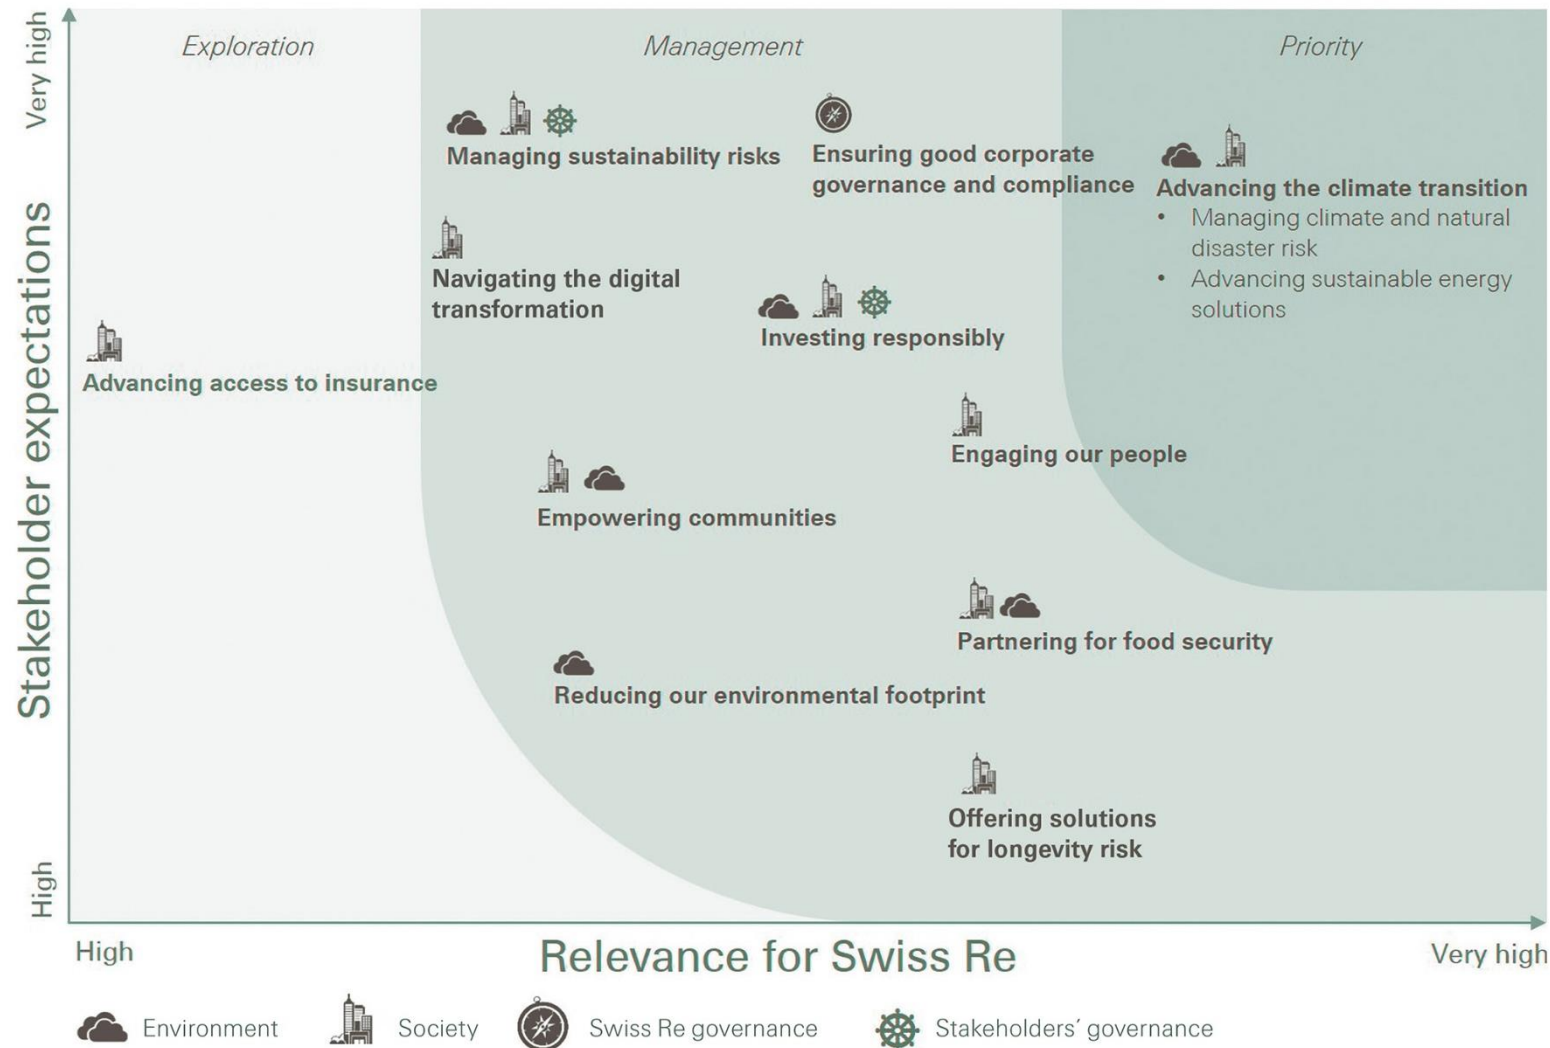 Very high
Stakeholder expectations
High
Exploration
Management
Priority
Managing sustainability risks
Ensuring good corporate
governance and compliance
Advancing the climate transition
• Managing climate and natural
disaster risk
• Advancing sustainable energy
solutions
Navigating the digital
transformation
Investing responsibly
Advancing access to insurance
Engaging our people
Empowering communities
Partnering for food security
Reducing our environmental footprint
Offering solutions
for longevity risk
High
Relevance for Swiss Re
Very high
Environment
Society
Swiss Re governance
Stakeholders’ governance